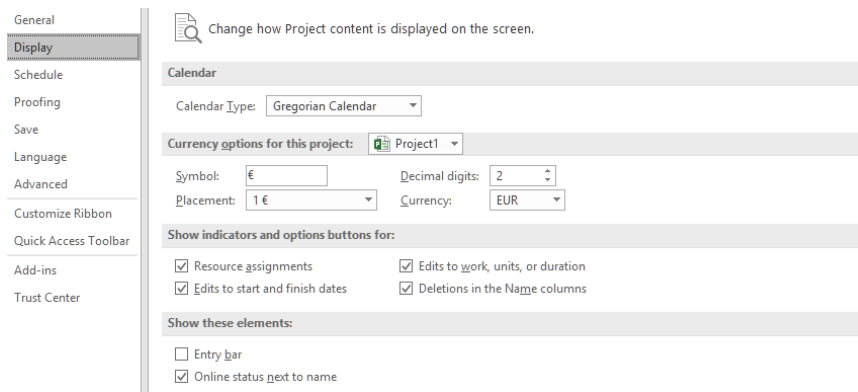 General
Display
Schedule
Proofing
Save
Language
Advanced
Customize Ribbon
Quick Access Toolbar
Add-ins
Trust Center
Change how Project content is displayed on the screen.
Calendar
Calendar Type: Gregorian Calendar
Currency options for this project: Project1
Symbol: € Decimal digits: 2
Placement: 1 € Currency: EUR
Show indicators and options buttons for:
Resource assignments Edits to work, units, or duration
Edits to start and finish dates Deletions in the Name columns
Show these elements:
Entry bar
Online status next to name